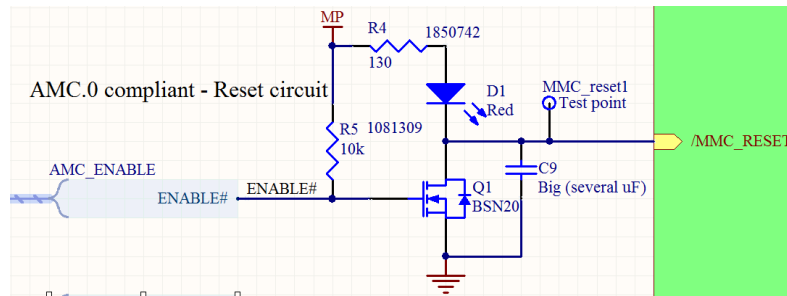 MP
R4
1850742
130
AMC.0 compliant - Reset circuit
D1
Red
MMC_reset1
Test point
R5
1081309
10k
/MMC_RESET
AMC_ENABLE
ENABLE#
ENABLE#
C9
Big (several uF)
Q1
BSN20